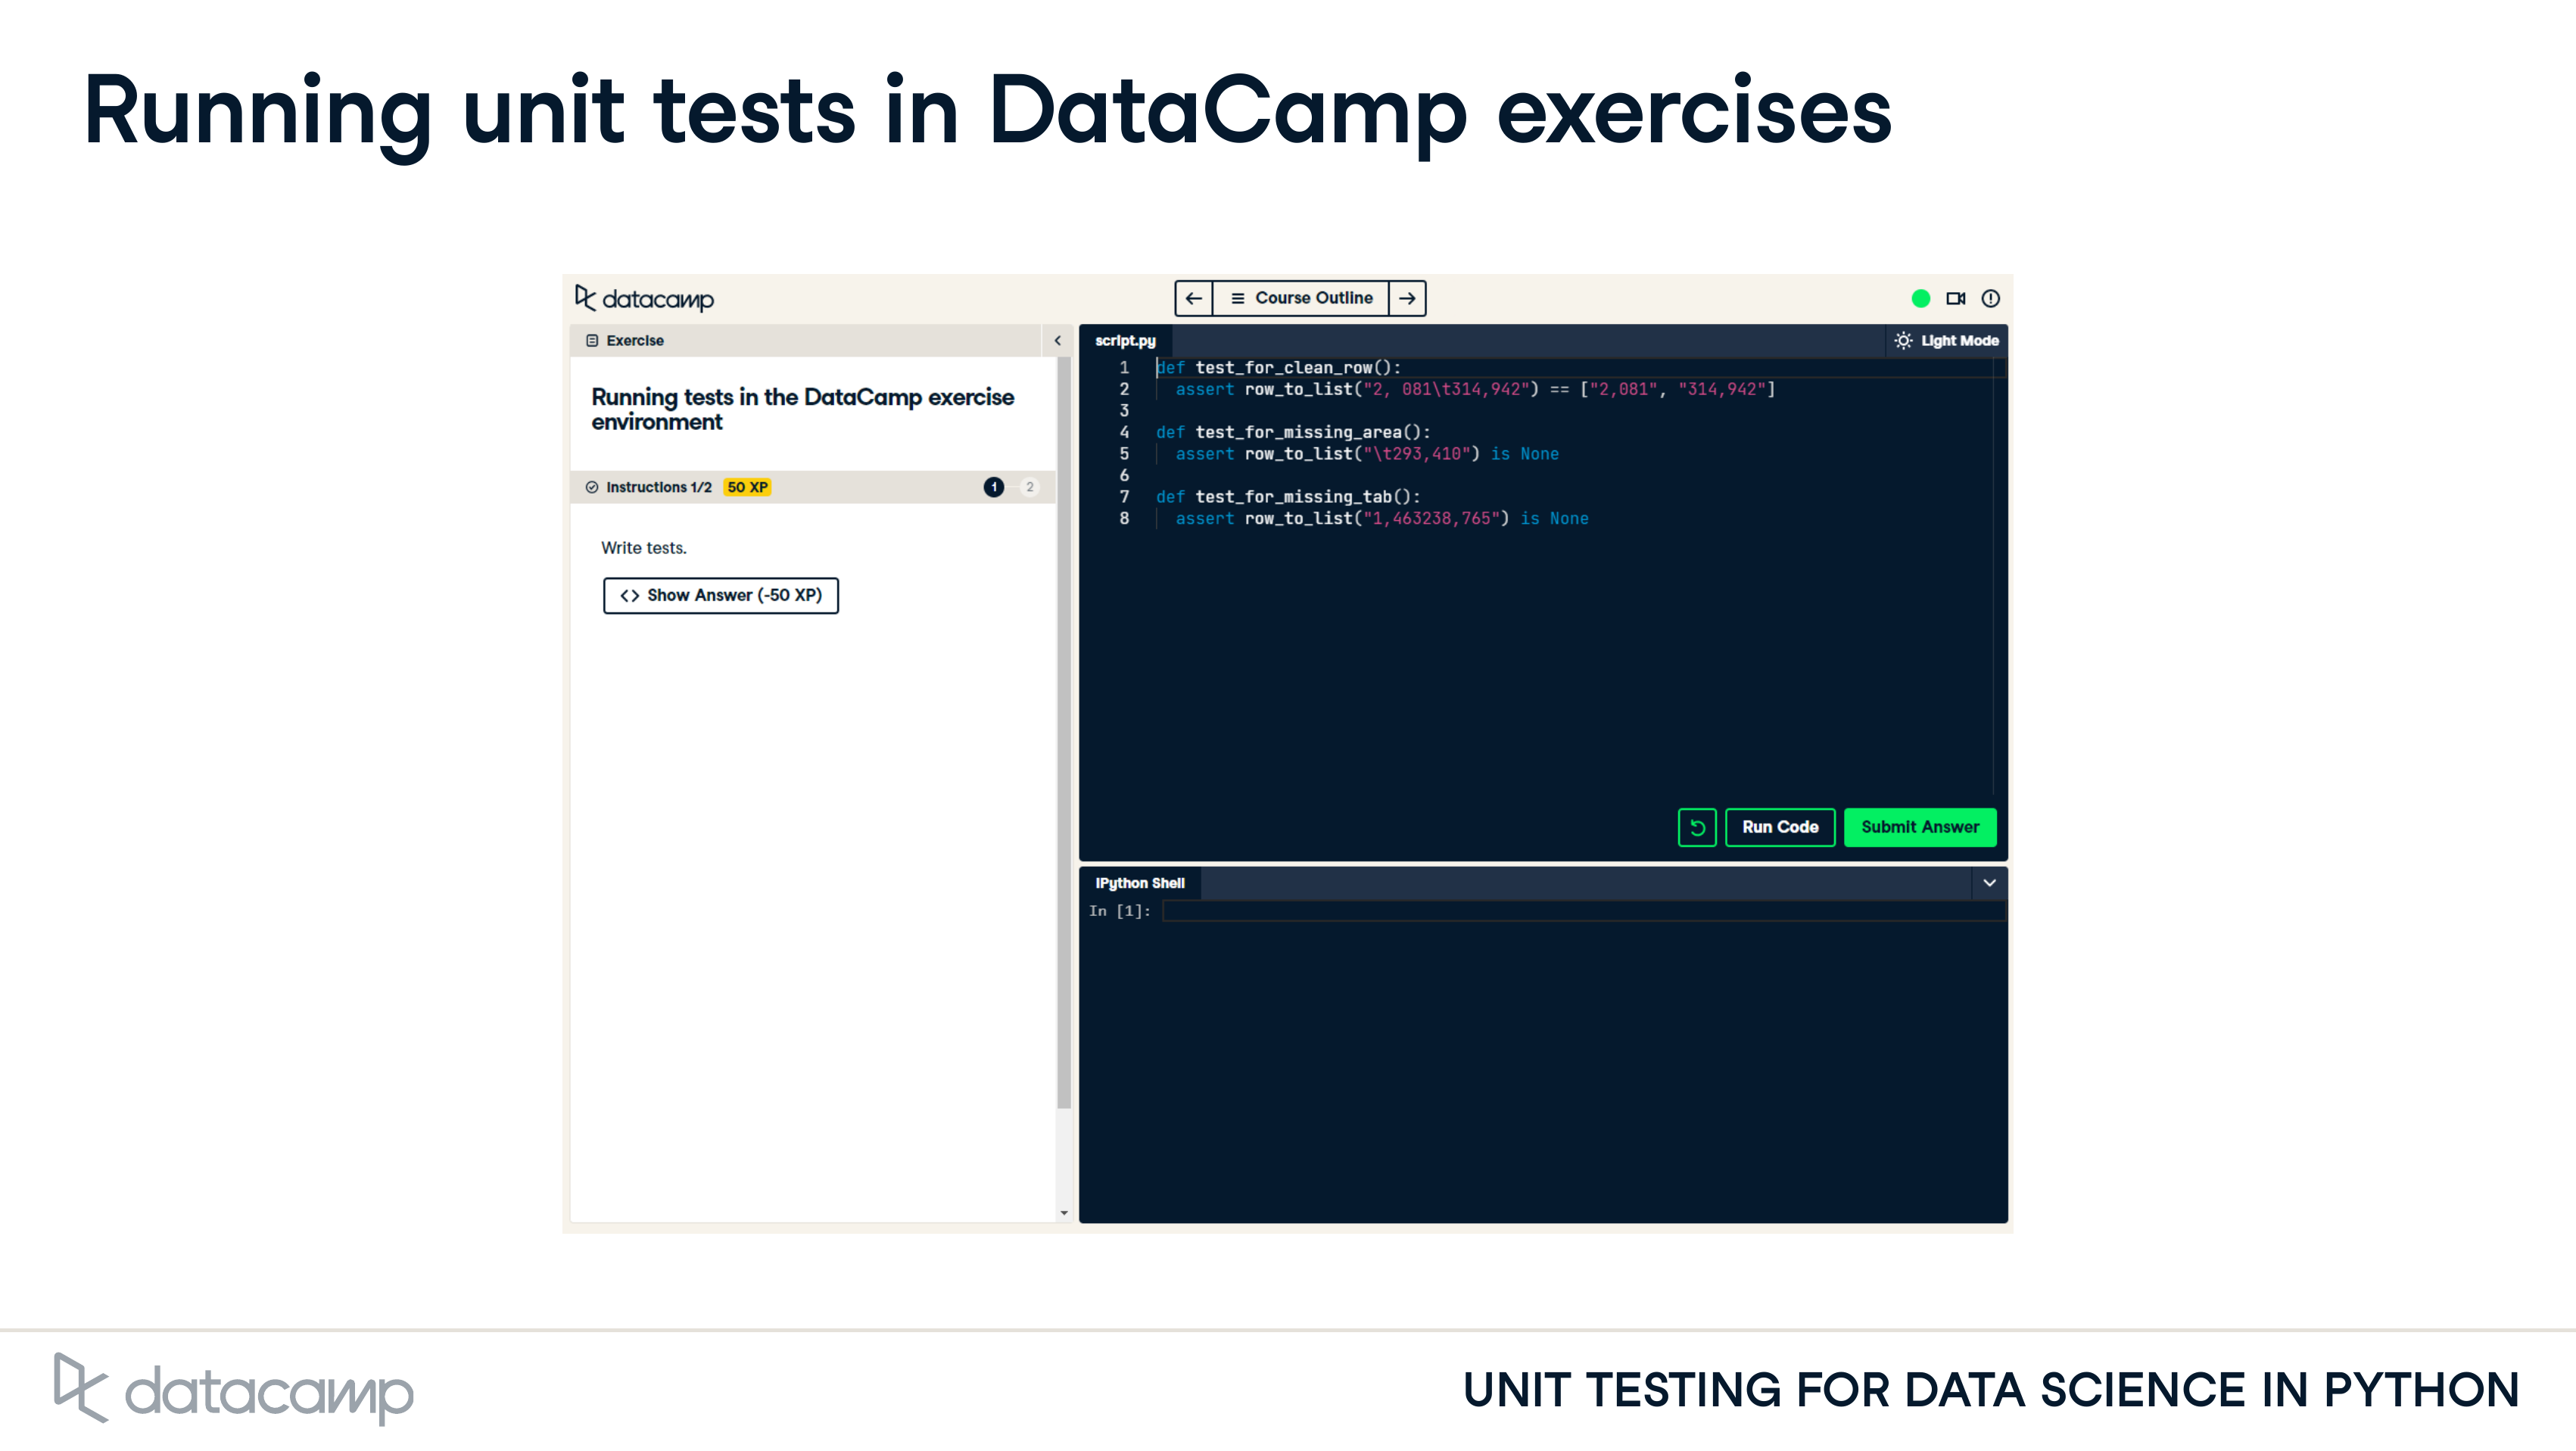 Running unit tests in DataCamp exercises
datacamp
Course Outline
Exercise
Running tests in the DataCamp exercise
environment
Instructions 1/2 50 XP
1 2
Write tests.
Show Answer (-50 XP)
script.py
Light Mode
1 def test_for_clean_row():
2 assert row_to_list("2, 081\t314,942") == ["2,081", "314,942"]
3
4 def test_for_missing_area():
5 assert row_to_list("\t293,410") is None
6
7 def test_for_missing_tab():
8 assert row_to_list("1,463238,765") is None
Run Code
Submit Answer
IPython Shell
In [1]:
datacamp
UNIT TESTING FOR DATA SCIENCE IN PYTHON